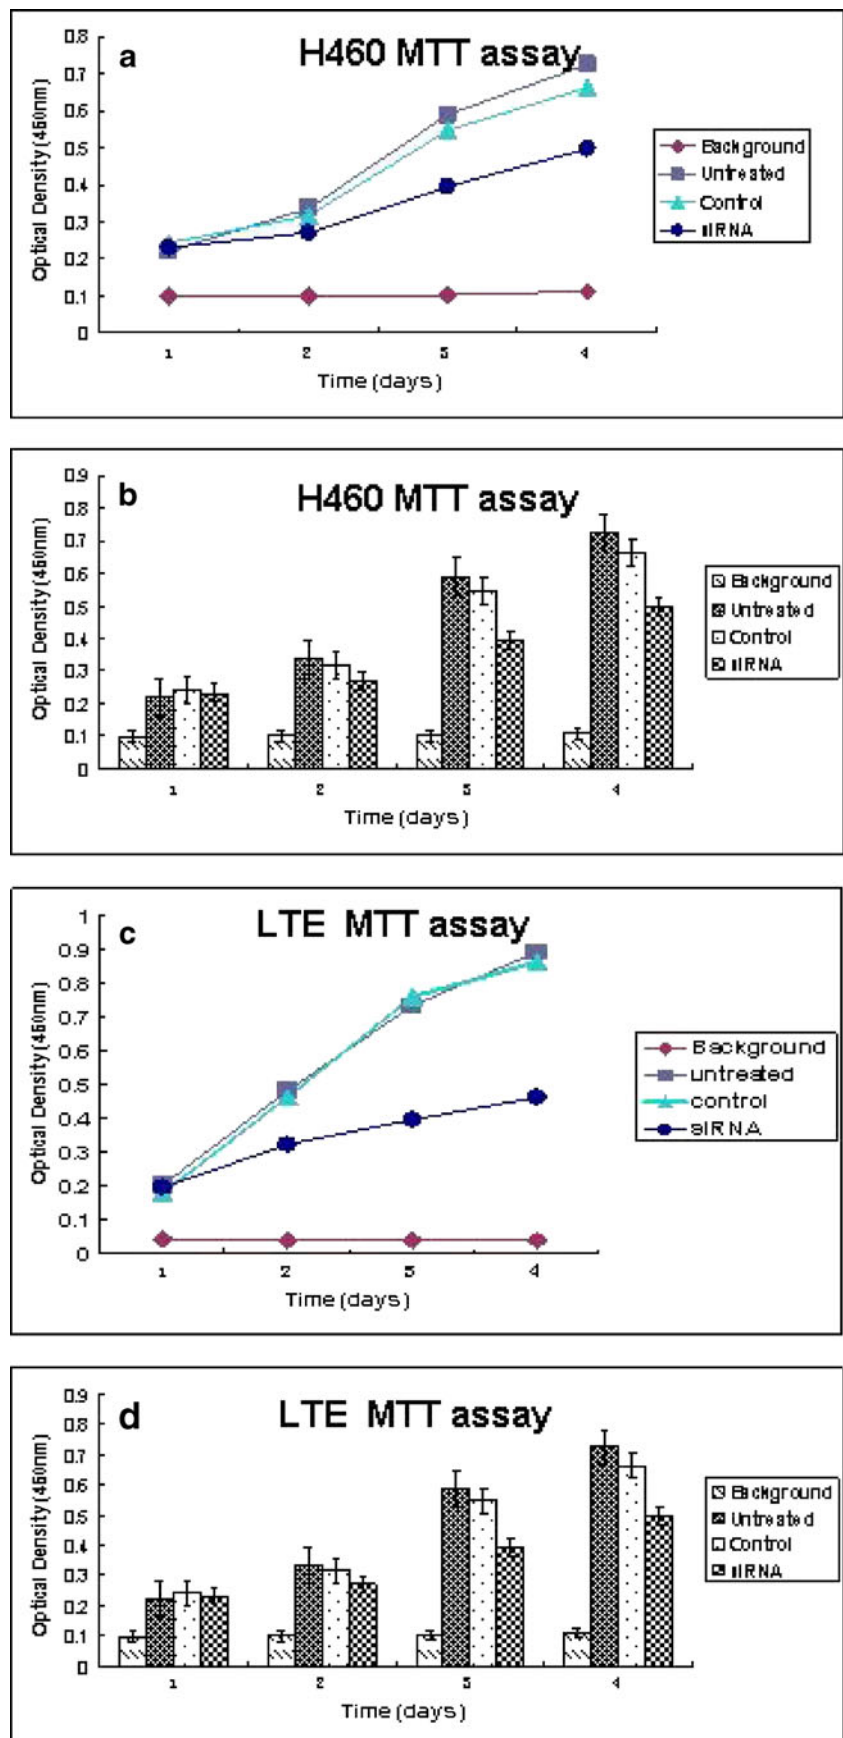 a
H460 MTT assay
0.8
0.7
0.6
0.5
0.4
0.3
0.2
0.1
0
Optical Density (450nm)
1 2 3 4
Time (days)
Background
Untreated
Control
siRNA
b
H460 MTT assay
0.9
0.8
0.7
0.6
0.5
0.4
0.3
0.2
0.1
0
Optical Density (450nm)
1 2 3 4
Time (days)
Background
Untreated
Control
siRNA
c
LTE MTT assay
1
0.9
0.8
0.7
0.6
0.5
0.4
0.3
0.2
0.1
0
Optical Density (450nm)
1 2 3 4
Time (days)
Background
untreated
control
siRNA
d
LTE MTT assay
0.9
0.8
0.7
0.6
0.5
0.4
0.3
0.2
0.1
0
Optical Density (450nm)
1 2 3 4
Time (days)
Background
Untreated
Control
siRNA